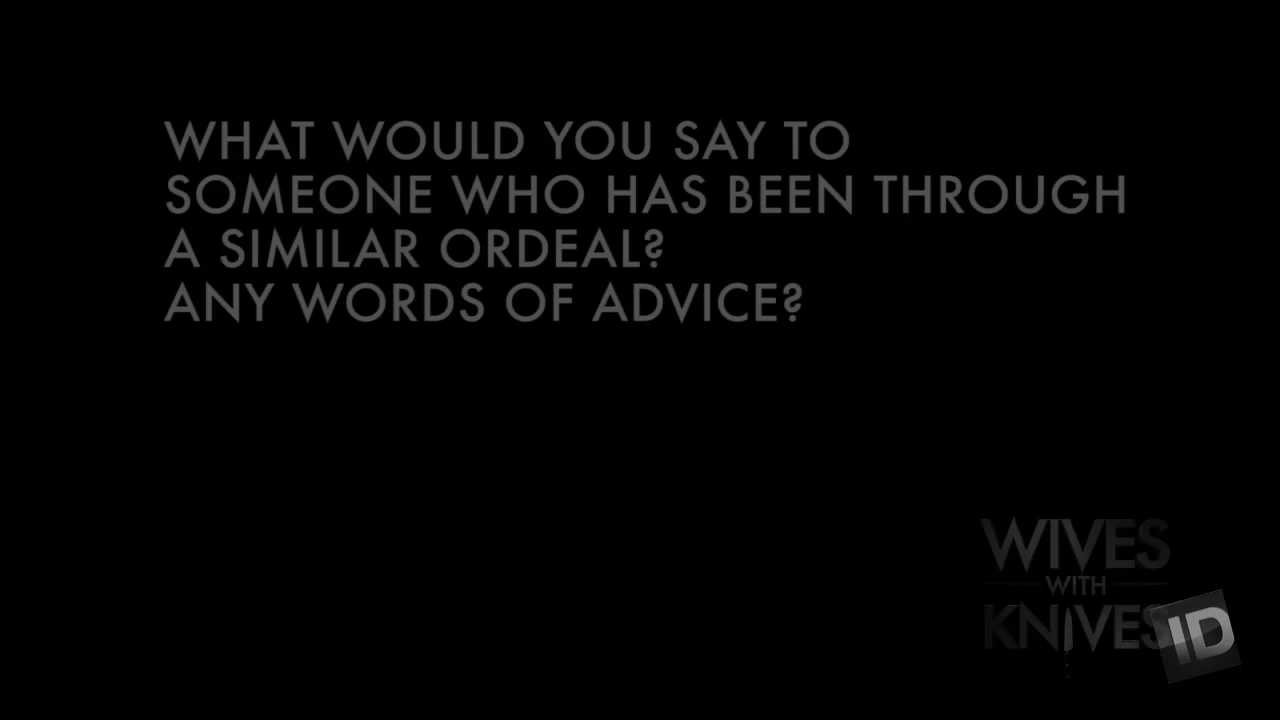 WHAT WOULD YOU SAY TO
SOMEONE WHO HAS BEEN THROUGH
A SIMILAR ORDEAL?
ANY WORDS OF ADVICE?
WIVES
WITH
KNIVES
ID